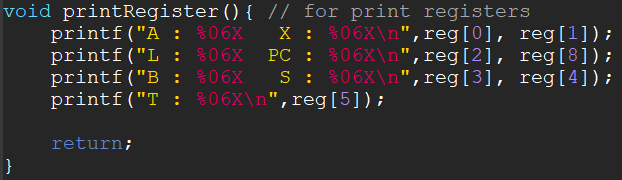 void printRegister(){ // for print registers
    printf("A : %06X   X : %06X\n",reg[0], reg[1]);
    printf("L : %06X  PC : %06X\n",reg[2], reg[8]);
    printf("B : %06X   S : %06X\n",reg[3], reg[4]);
    printf("T : %06X\n",reg[5]);

    return;
}